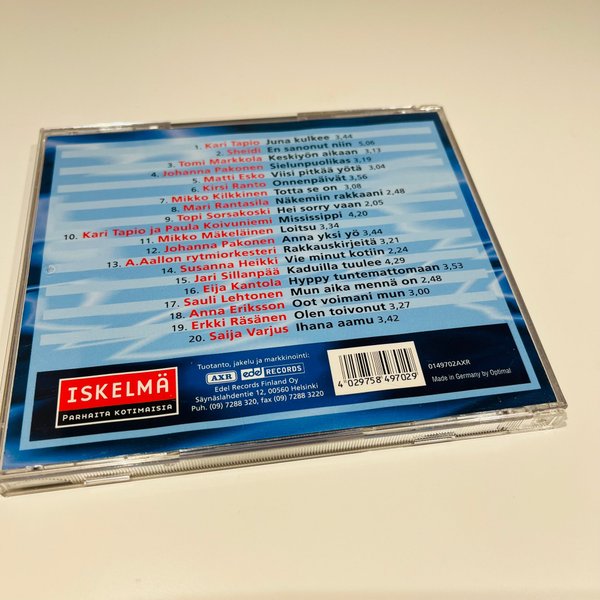 1. Kari Tapio Juna kulkee 3,44
2. Sheidi En sanonut niin 5,06
3. Tomi Markkola Keskiyön aikaan 3,13
4. Johanna Pakonen Sielunpuolikas 3,19
5. Matti Esko Viisi pitkää yötä 3,04
6. Kirsi Ranto Onnenpäivät 3,56
7. Mikko Kilkkinen Totta se on 3,08
8. Mari Rantasila Näkemiin rakkaani 2,48
9. Topi Sorsakoski Hei sorry vaan 2,05
10. Kari Tapio ja Paula Koivuniemi Mississippi 4,20
11. Mikko Mäkeläinen Loitsu 3,34
12. Johanna Pakonen Anna yksi yö 3,44
13. A.Aallon rytmiorkesteri Rakkauskirjeitä 3,21
14. Susanna Heikki Vie minut kotiin 2,24
15. Jari Sillanpää Kaduilla tuulee 4,29
16. Eija Kantola Hyppy tuntemattomaan 3,53
17. Sauli Lehtonen Mun aika mennä on 2,48
18. Anna Eriksson Oot voimani mun 3,00
19. Erkki Räsänen Olen toivonut 3,27
20. Saija Varjus Ihana aamu 3,42
ISKELMÄ
PARHAITA KOTIMAISIA
Tuotanto, jakelu ja markkinointi:
AXR edel RECORDS
Edel Records Finland Oy
Säynäslahdentie 12, 00560 Helsinki
Puh. (09) 7288 320, fax (09) 7288 3220
4 029758 497029
0149702AXR
Made in Germany by Optimal